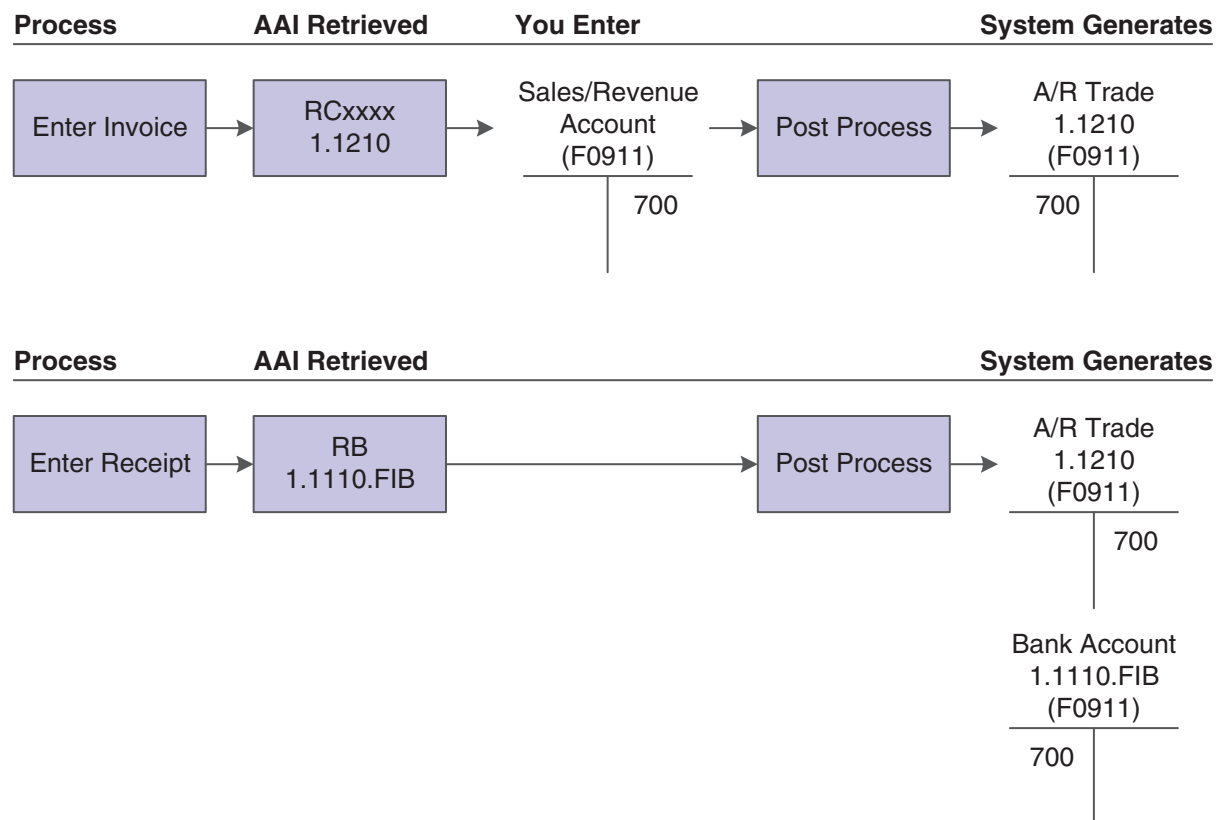 Process AAI Retrieved You Enter System Generates
Enter Invoice
RCxxxx
1.1210
Sales/Revenue
Account
(F0911)
700
Post Process
A/R Trade
1.1210
(F0911)
700
Process AAI Retrieved System Generates
Enter Receipt
RB
1.1110.FIB
Post Process
A/R Trade
1.1210
(F0911)
700
Bank Account
1.1110.FIB
(F0911)
700